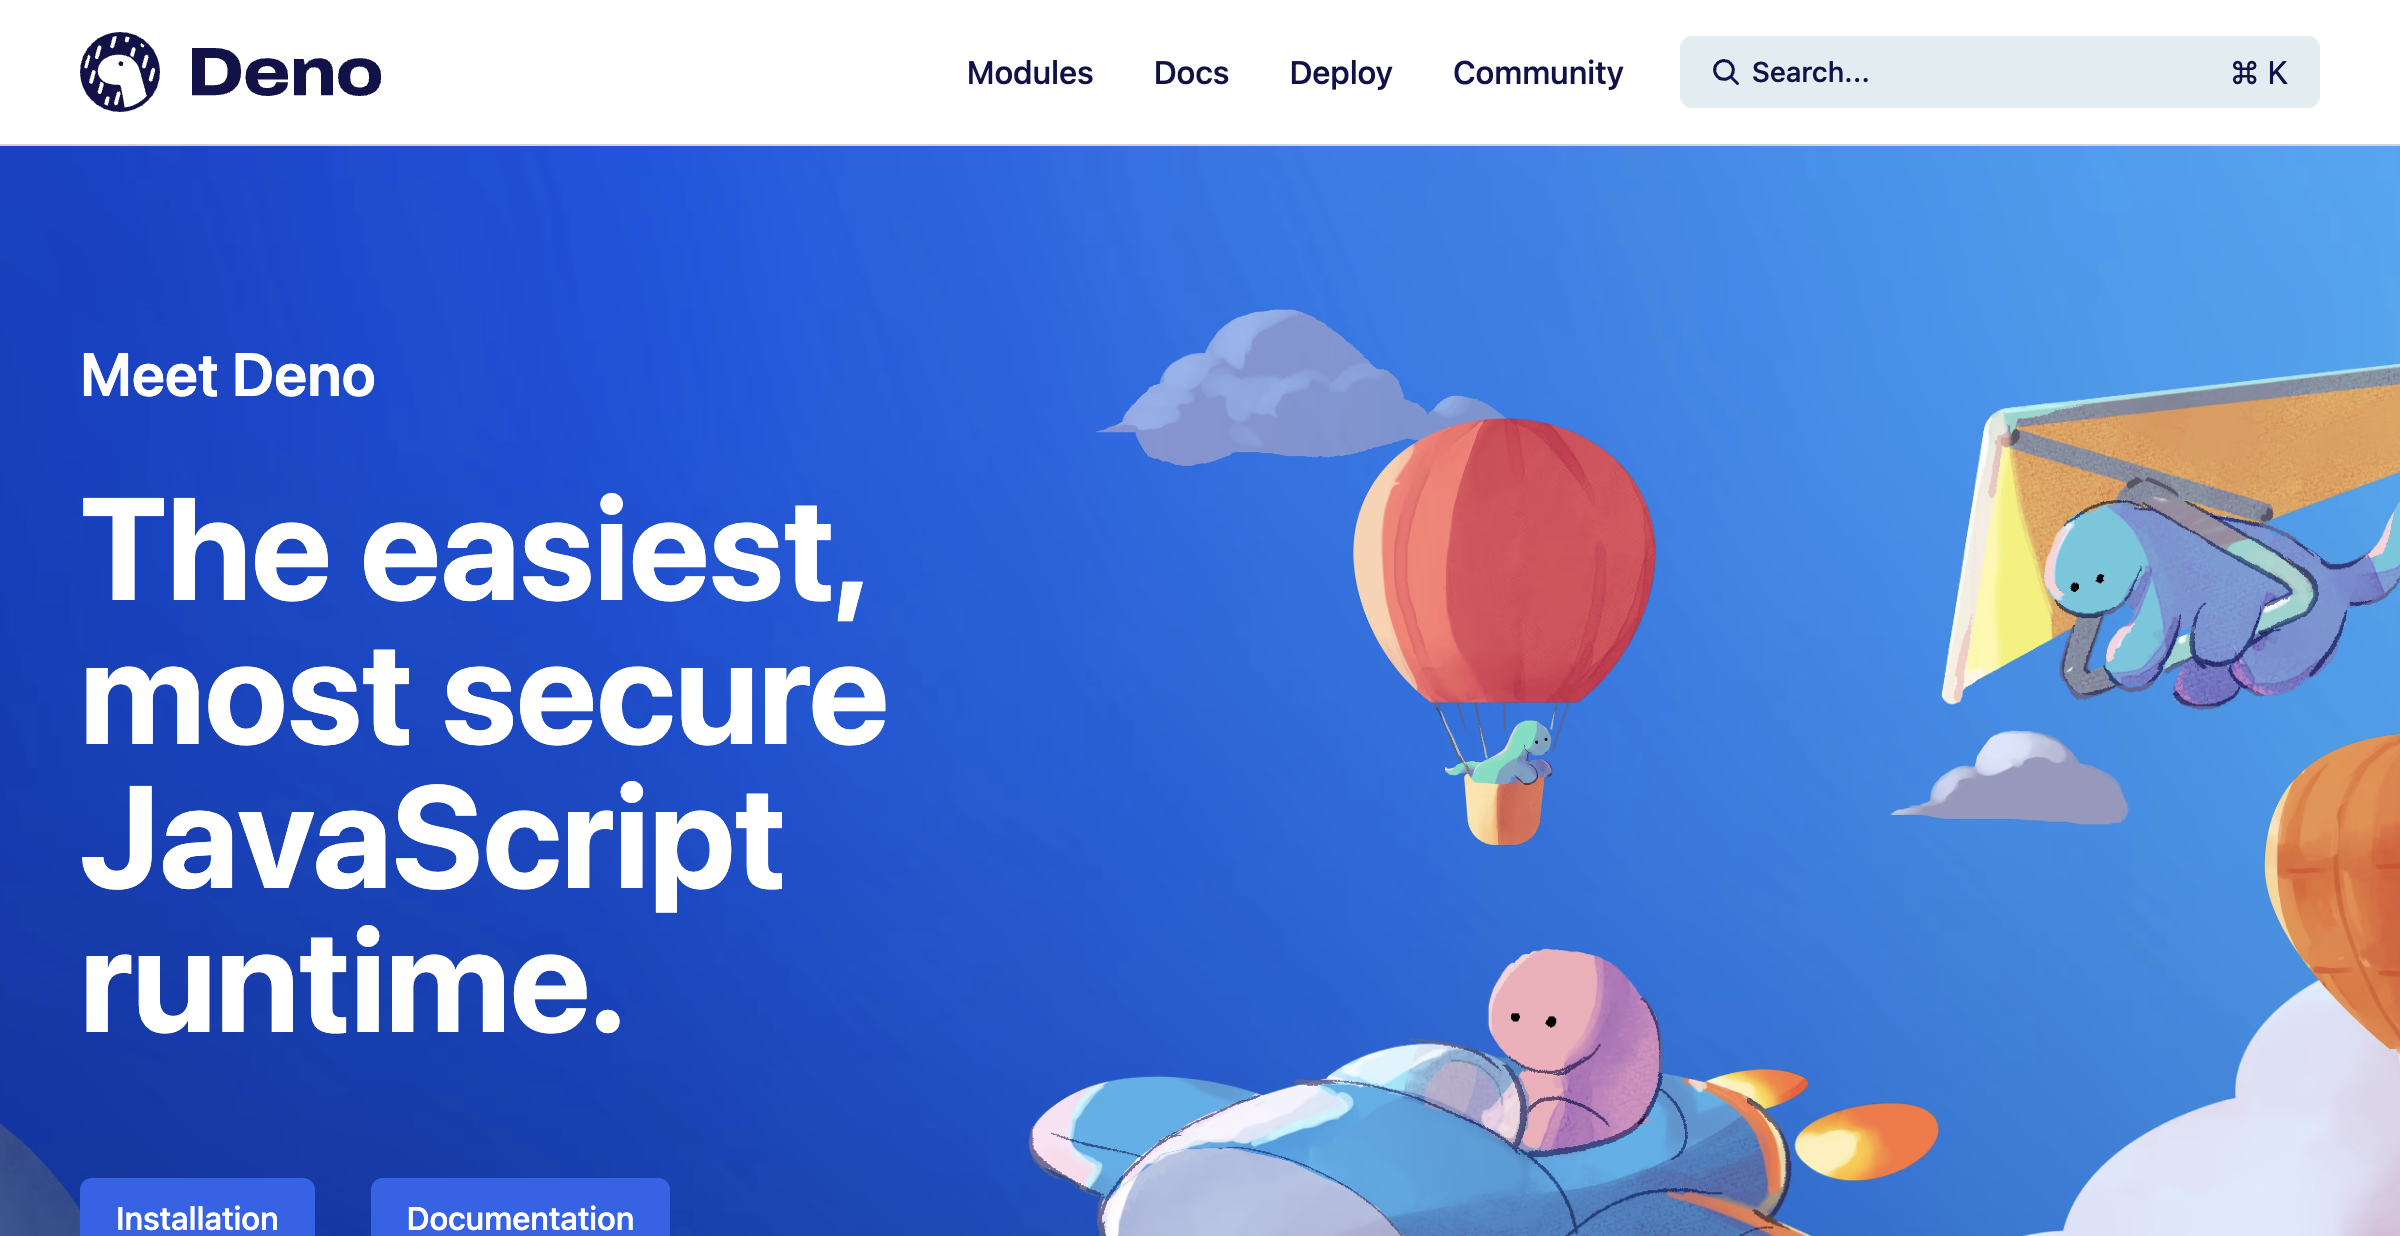 Deno
Modules Docs Deploy Community Search... ⌘ K
Meet Deno
The easiest,
most secure
JavaScript
runtime.
Installation Documentation